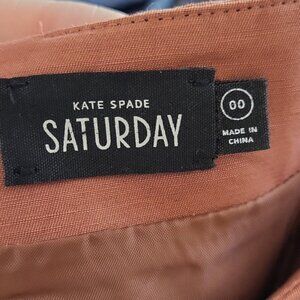 KATE SPADE
SATURDAY
00
MADE IN
CHINA